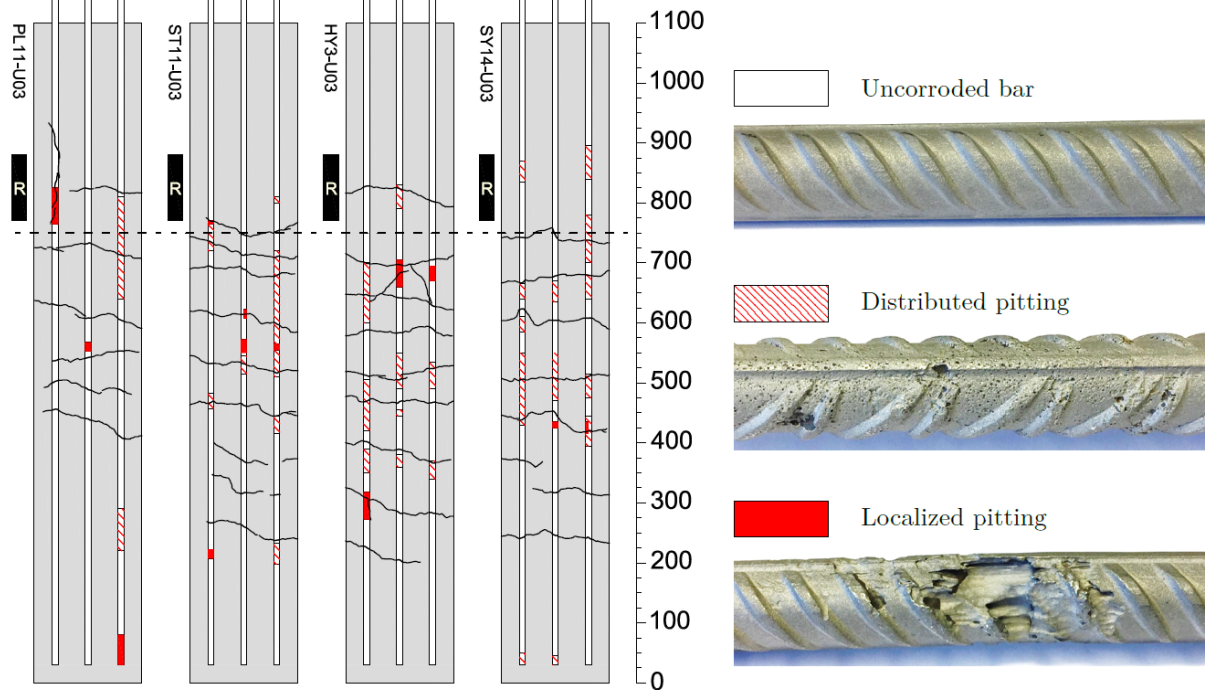 PL11-U03
R
ST11-U03
R
HY3-U03
R
SY14-U03
R
1100
1000
900
800
700
600
500
400
300
200
100
0
Uncorroded bar
Distributed pitting
Localized pitting